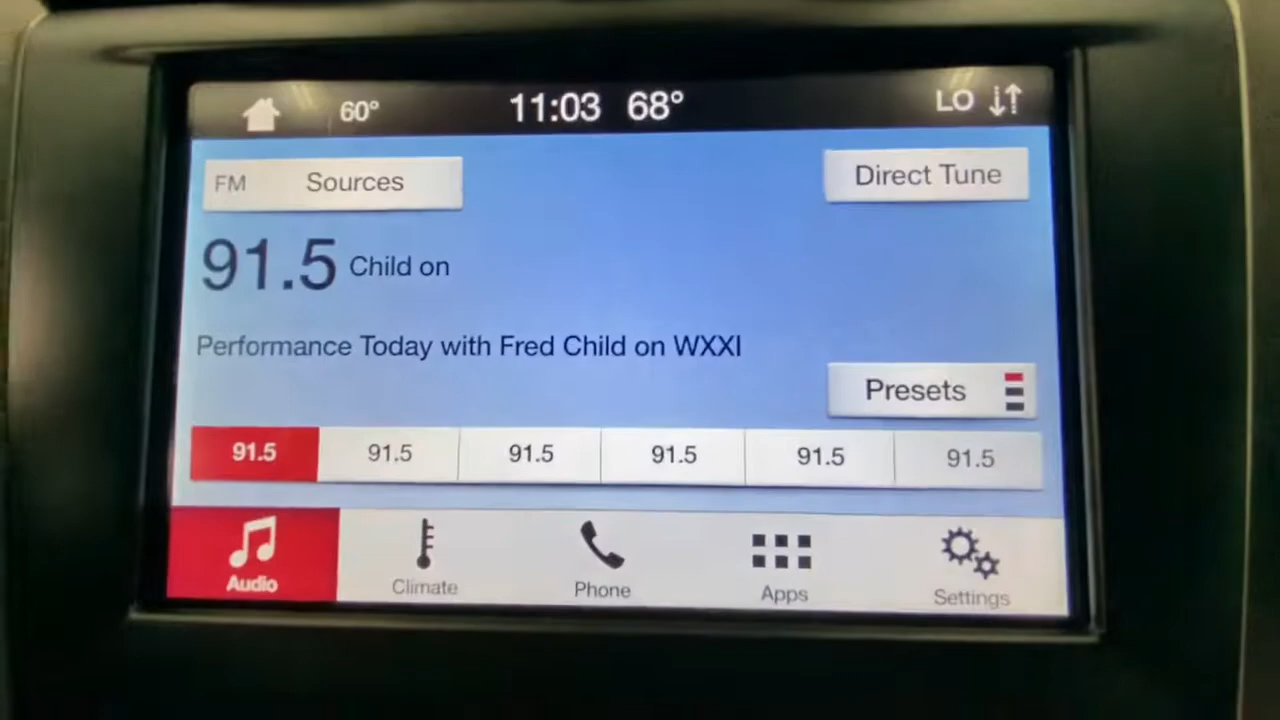 60° 11:03 68° LO
FM Sources
Direct Tune
91.5 Child on
Performance Today with Fred Child on WXXI
Presets
91.5 91.5 91.5 91.5 91.5 91.5
Audio Climate Phone Apps Settings